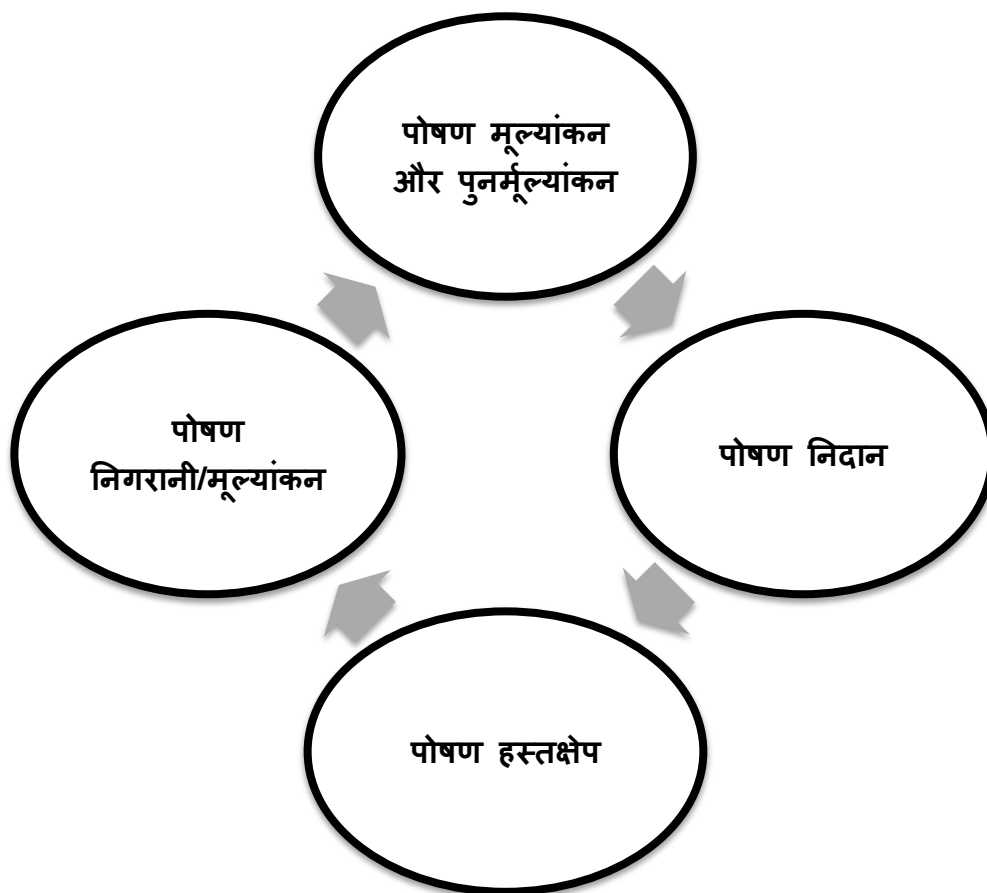 पोषण मूल्यांकन
और पुनर्मूल्यांकन
पोषण निदान
पोषण हस्तक्षेप
पोषण
निगरानी/मूल्यांकन